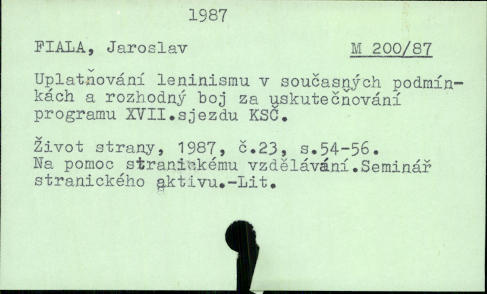 1987
FIALA, Jaroslav M 200/87
Uplatňování leninismu v současných podmín-
kách a rozhodný boj za uskutečnování
programu XVII.sjezdu KSČ.
Život strany, 1987, č.23, s.54-56.
Na pomoc stranickému vzdělávání.Seminář
stranického aktivu.-Lit.